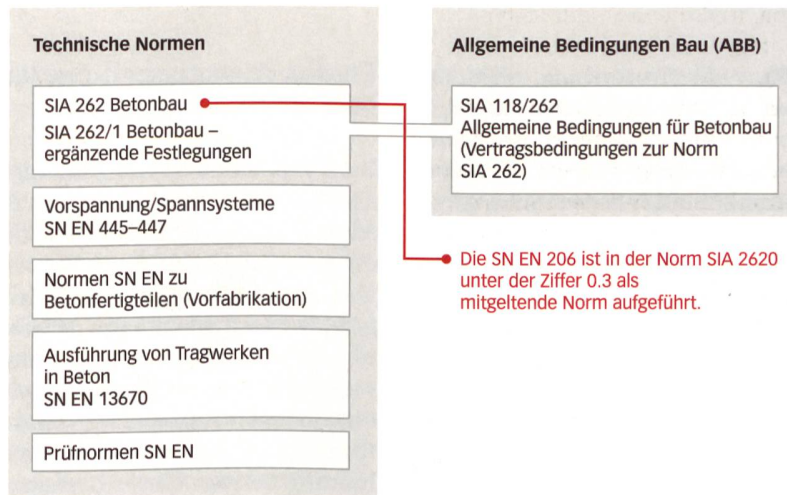 Technische Normen
SIA 262 Betonbau
SIA 262/1 Betonbau –
ergänzende Festlegungen
Vorspannung/Spannsysteme
SN EN 445–447
Normen SN EN zu
Betonfertigteilen (Vorfabrikation)
Ausführung von Tragwerken
in Beton
SN EN 13670
Prüfnormen SN EN
Allgemeine Bedingungen Bau (ABB)
SIA 118/262
Allgemeine Bedingungen für Betonbau
(Vertragsbedingungen zur Norm
SIA 262)
Die SN EN 206 ist in der Norm SIA 2620
unter der Ziffer 0.3 als
mitgeltende Norm aufgeführt.